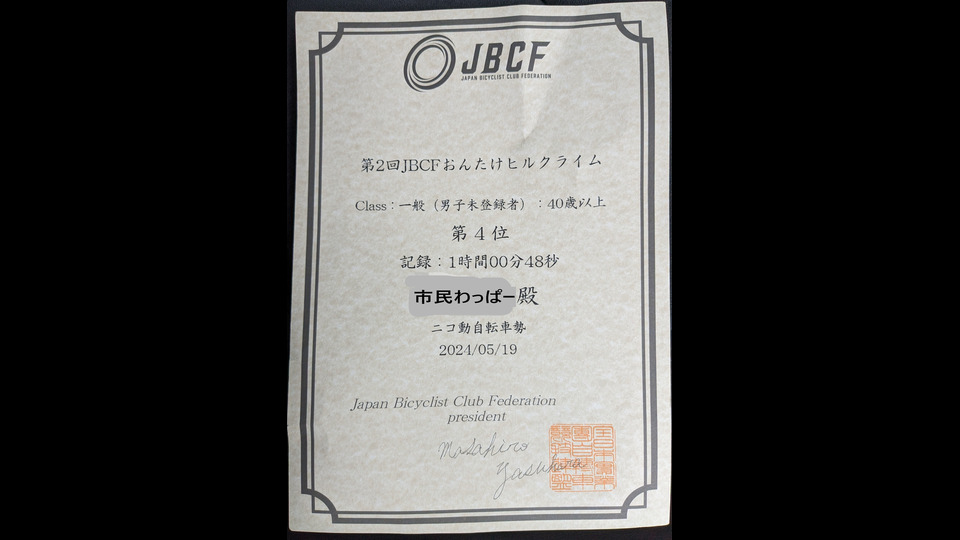 JBCF
JAPAN BICYCLIST CLUB FEDERATION
第2回JBCFおんたけヒルクライム
Class：一般（男子未登録者）：40歳以上
第4位
記録：1時間00分48秒
市民わっぱー殿
ニコ動自転車勢
2024/05/19
Japan Bicyclist Club Federation
president
Masahiro
Yasuhara